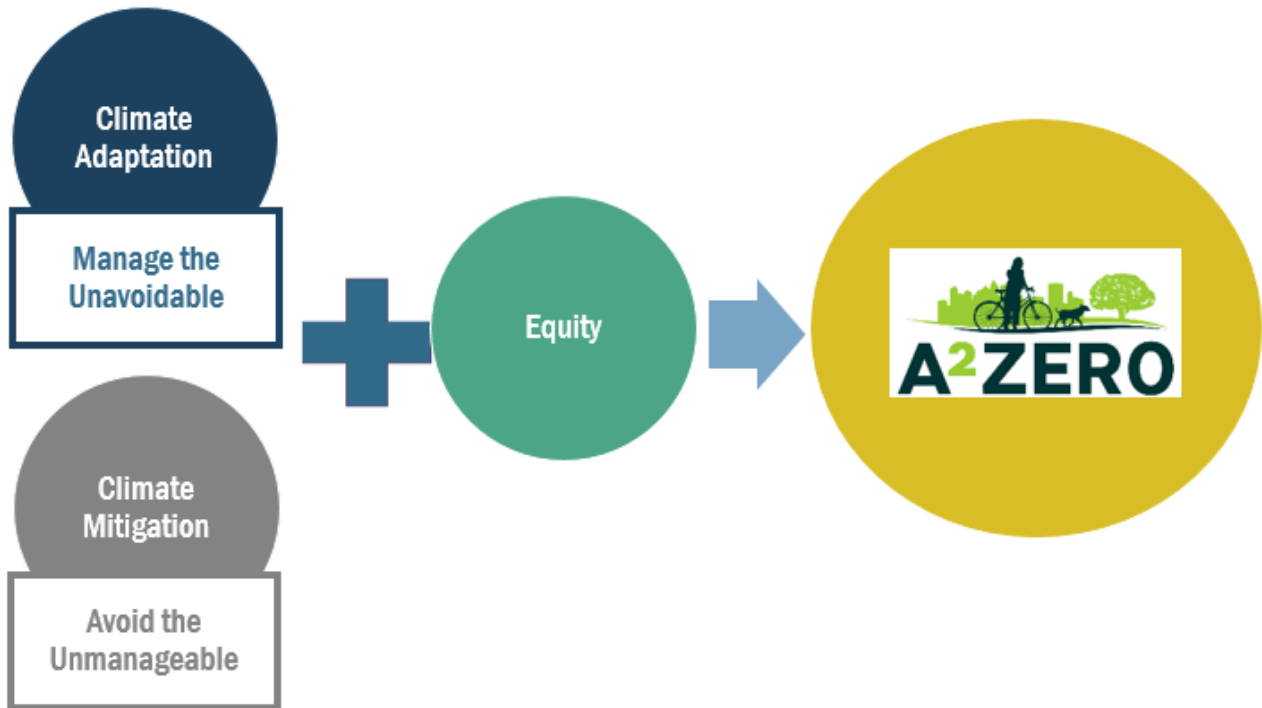 Climate
Adaptation
Manage the
Unavoidable
Climate
Mitigation
Avoid the
Unmanageable
Equity
A²ZERO